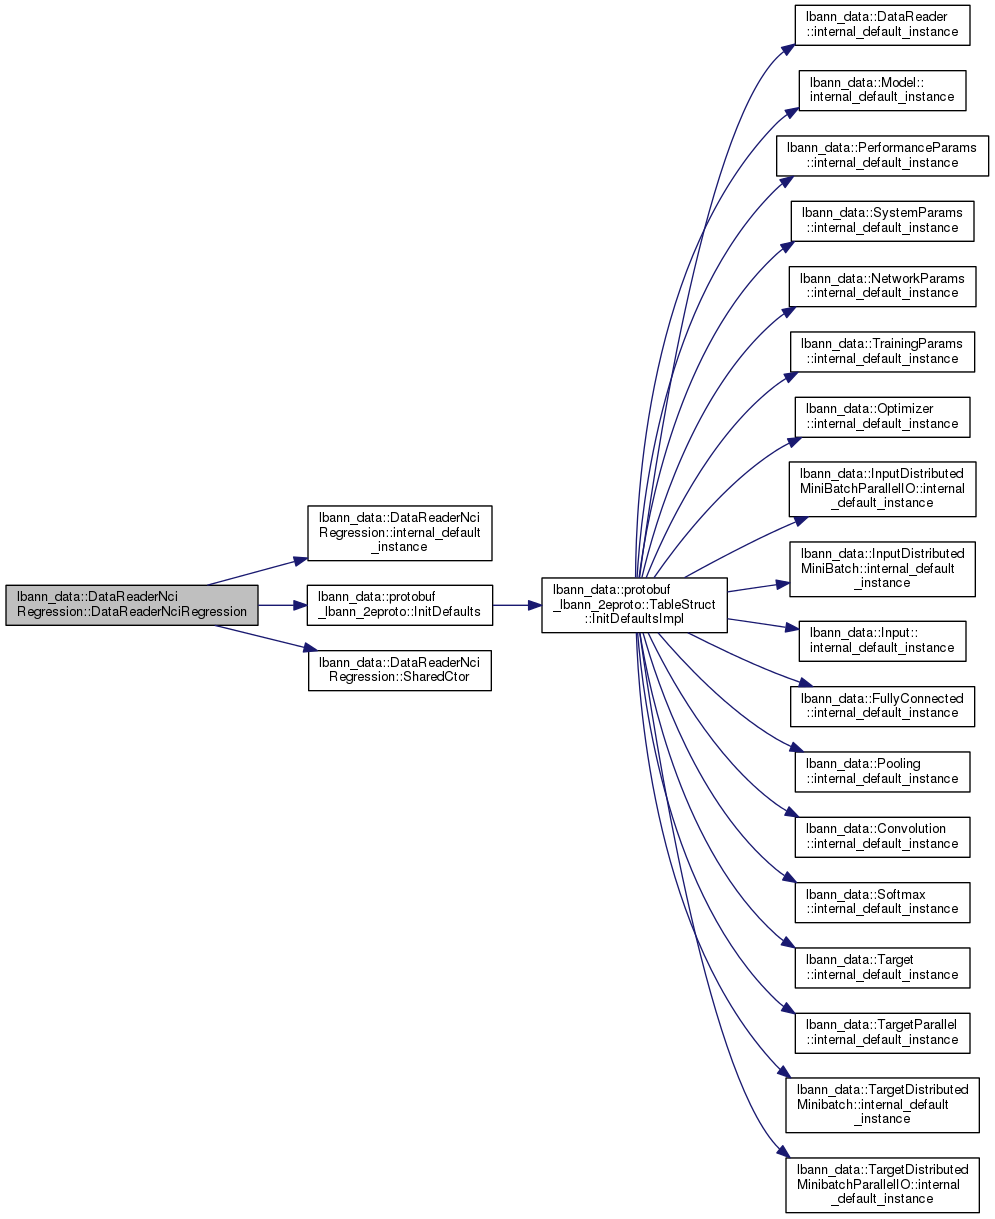 lbann_data::DataReaderNci
Regression::DataReaderNciRegression
lbann_data::DataReaderNci
Regression::internal_default
_instance
lbann_data::protobuf
_lbann_2eproto::InitDefaults
lbann_data::DataReaderNci
Regression::SharedCtor
lbann_data::protobuf
_lbann_2eproto::TableStruct
::InitDefaultsImpl
lbann_data::DataReader
::internal_default_instance
lbann_data::Model::
internal_default_instance
lbann_data::PerformanceParams
::internal_default_instance
lbann_data::SystemParams
::internal_default_instance
lbann_data::NetworkParams
::internal_default_instance
lbann_data::TrainingParams
::internal_default_instance
lbann_data::Optimizer
::internal_default_instance
lbann_data::InputDistributed
MiniBatchParallelIO::internal
_default_instance
lbann_data::InputDistributed
MiniBatch::internal_default
_instance
lbann_data::Input::
internal_default_instance
lbann_data::FullyConnected
::internal_default_instance
lbann_data::Pooling
::internal_default_instance
lbann_data::Convolution
::internal_default_instance
lbann_data::Softmax
::internal_default_instance
lbann_data::Target
::internal_default_instance
lbann_data::TargetParallel
::internal_default_instance
lbann_data::TargetDistributed
Minibatch::internal_default
_instance
lbann_data::TargetDistributed
MinibatchParallelIO::internal
_default_instance